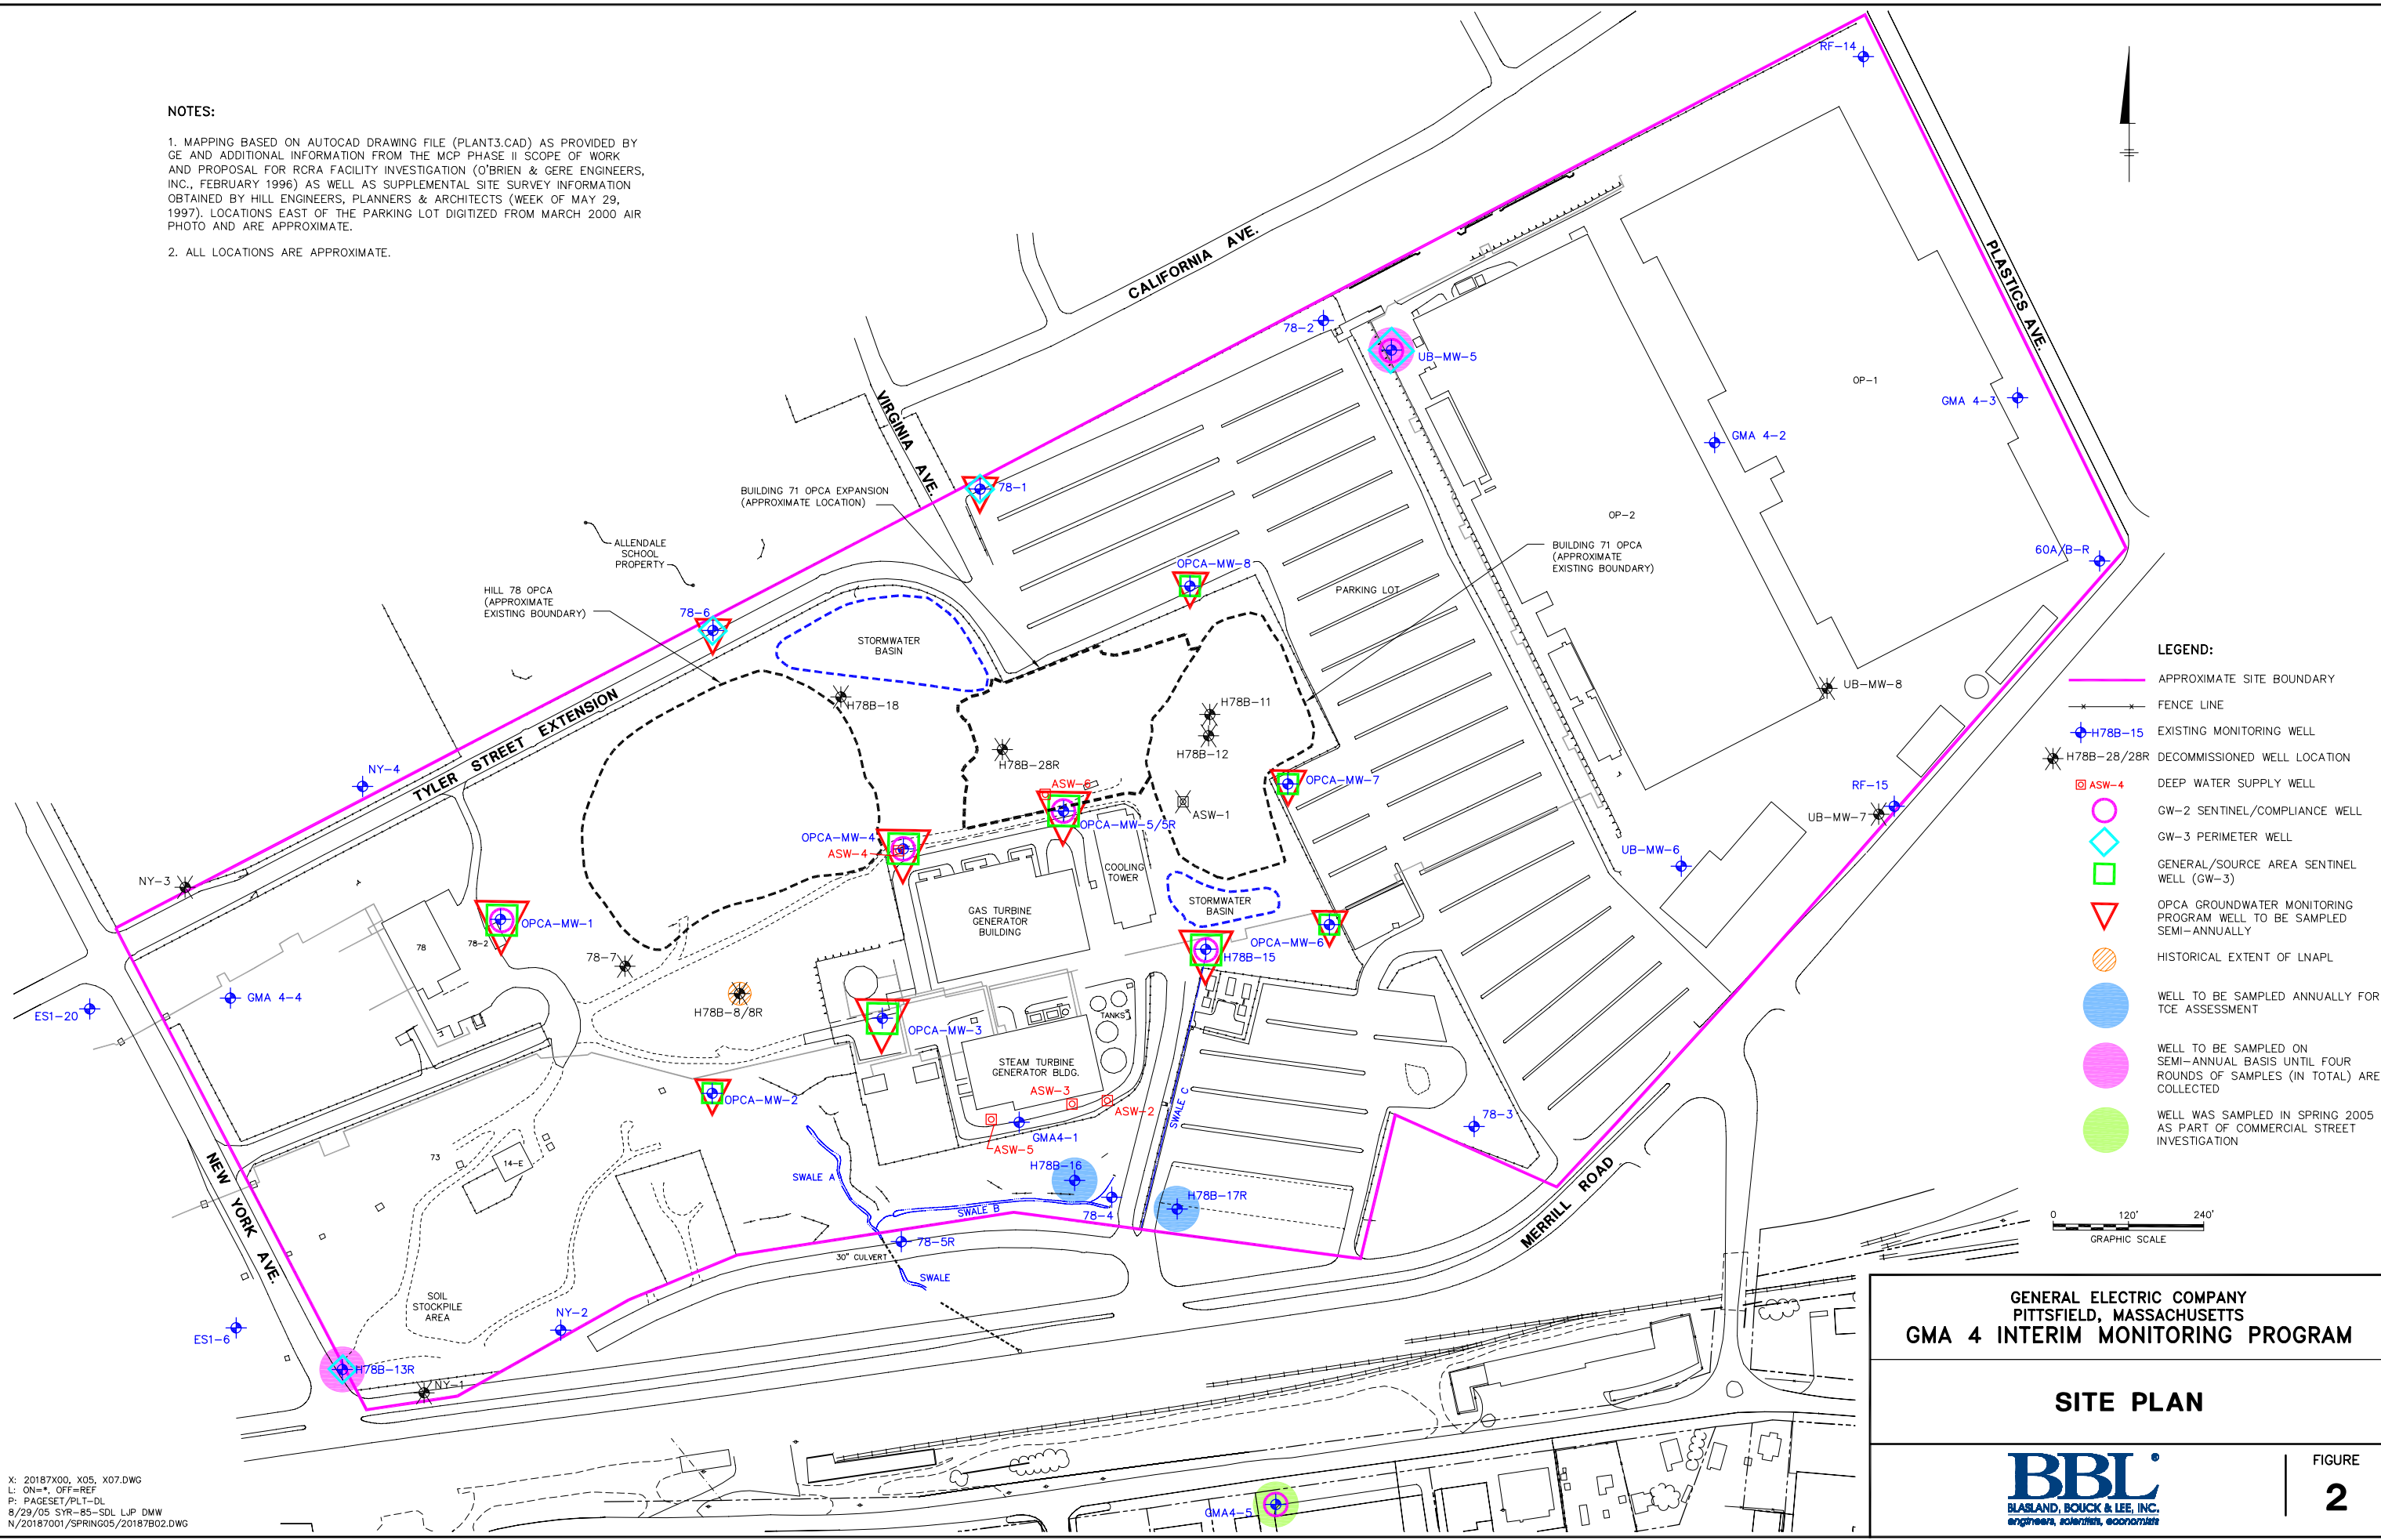 NOTES:
1. MAPPING BASED ON AUTOCAD DRAWING FILE (PLANT3.CAD) AS PROVIDED BY
GE AND ADDITIONAL INFORMATION FROM THE MCP PHASE II SCOPE OF WORK
AND PROPOSAL FOR RCRA FACILITY INVESTIGATION (O'BRIEN & GERE ENGINEERS,
INC., FEBRUARY 1996) AS WELL AS SUPPLEMENTAL SITE SURVEY INFORMATION
OBTAINED BY HILL ENGINEERS, PLANNERS & ARCHITECTS (WEEK OF MAY 29,
1997). LOCATIONS EAST OF THE PARKING LOT DIGITIZED FROM MARCH 2000 AIR
PHOTO AND ARE APPROXIMATE.
2. ALL LOCATIONS ARE APPROXIMATE.
RF-14
CALIFORNIA AVE.
PLASTICS AVE.
78-2
UB-MW-5
OP-1
GMA 4-3
GMA 4-2
VIRGINIA AVE.
BUILDING 71 OPCA EXPANSION
(APPROXIMATE LOCATION)
78-1
OP-2
ALLENDALE
SCHOOL
PROPERTY
BUILDING 71 OPCA
(APPROXIMATE
EXISTING BOUNDARY)
60A/B-R
OPCA-MW-8
PARKING LOT
HILL 78 OPCA
(APPROXIMATE
EXISTING BOUNDARY)
78-6
STORMWATER
BASIN
UB-MW-8
H78B-18
H78B-11
H78B-12
H78B-28R
TYLER STREET EXTENSION
NY-4
ASW-6
OPCA-MW-7
RF-15
UB-MW-7
ASW-1
OPCA-MW-5/5R
OPCA-MW-4
ASW-4
UB-MW-6
COOLING
TOWER
NY-3
STORMWATER
BASIN
GAS TURBINE
GENERATOR
BUILDING
OPCA-MW-1
78
78-2
OPCA-MW-6
H78B-15
78-7
GMA 4-4
ES1-20
H78B-8/8R
TANKS
OPCA-MW-3
STEAM TURBINE
GENERATOR BLDG.
ASW-3
ASW-2
OPCA-MW-2
SWALE C
78-3
GMA4-1
ASW-5
73
14-E
H78B-16
SWALE A
H78B-17R
SWALE B
78-4
NEW YORK AVE.
MERRILL ROAD
78-5R
30" CULVERT
SWALE
SOIL
STOCKPILE
AREA
NY-2
ES1-6
H78B-13R
NY-1
GMA4-5
LEGEND:
APPROXIMATE SITE BOUNDARY
FENCE LINE
H78B-15 EXISTING MONITORING WELL
H78B-28/28R DECOMMISSIONED WELL LOCATION
ASW-4 DEEP WATER SUPPLY WELL
GW-2 SENTINEL/COMPLIANCE WELL
GW-3 PERIMETER WELL
GENERAL/SOURCE AREA SENTINEL
WELL (GW-3)
OPCA GROUNDWATER MONITORING
PROGRAM WELL TO BE SAMPLED
SEMI-ANNUALLY
HISTORICAL EXTENT OF LNAPL
WELL TO BE SAMPLED ANNUALLY FOR
TCE ASSESSMENT
WELL TO BE SAMPLED ON
SEMI-ANNUAL BASIS UNTIL FOUR
ROUNDS OF SAMPLES (IN TOTAL) ARE
COLLECTED
WELL WAS SAMPLED IN SPRING 2005
AS PART OF COMMERCIAL STREET
INVESTIGATION
0 120' 240'
GRAPHIC SCALE
GENERAL ELECTRIC COMPANY
PITTSFIELD, MASSACHUSETTS
GMA 4 INTERIM MONITORING PROGRAM
SITE PLAN
BBL®
BLASLAND, BOUCK & LEE, INC.
engineers, scientists, economists
FIGURE
2
X: 20187X00, X05, X07.DWG
L: ON=*, OFF=REF
P: PAGESET/PLT-DL
8/29/05 SYR-85-SDL LJP DMW
N/20187001/SPRING05/20187B02.DWG